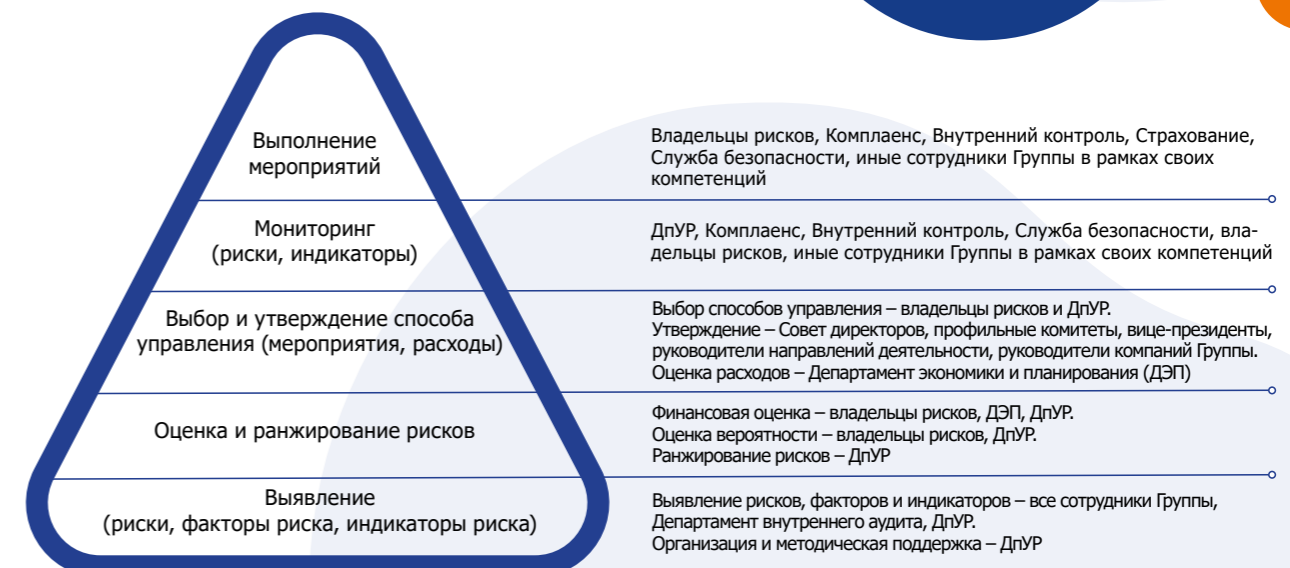 Выполнение
мероприятий
Владельцы рисков, Комплаенс, Внутренний контроль, Страхование,
Служба безопасности, иные сотрудники Группы в рамках своих
компетенций
Мониторинг
(риски, индикаторы)
ДпУР, Комплаенс, Внутренний контроль, Служба безопасности, вла-
дельцы рисков, иные сотрудники Группы в рамках своих компетенций
Выбор и утверждение способа
управления (мероприятия, расходы)
Выбор способов управления – владельцы рисков и ДпУР.
Утверждение – Совет директоров, профильные комитеты, вице-президенты,
руководители направлений деятельности, руководители компаний Группы.
Оценка расходов – Департамент экономики и планирования (ДЭП)
Оценка и ранжирование рисков
Финансовая оценка – владельцы рисков, ДЭП, ДпУР.
Оценка вероятности – владельцы рисков, ДпУР.
Ранжирование рисков – ДпУР
Выявление
(риски, факторы риска, индикаторы риска)
Выявление рисков, факторов и индикаторов – все сотрудники Группы,
Департамент внутреннего аудита, ДпУР.
Организация и методическая поддержка – ДпУР